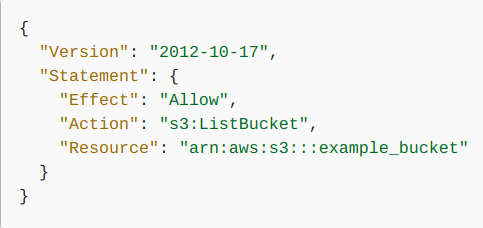 {
  "Version": "2012-10-17",
  "Statement": {
    "Effect": "Allow",
    "Action": "s3:ListBucket",
    "Resource": "arn:aws:s3:::example_bucket"
  }
}